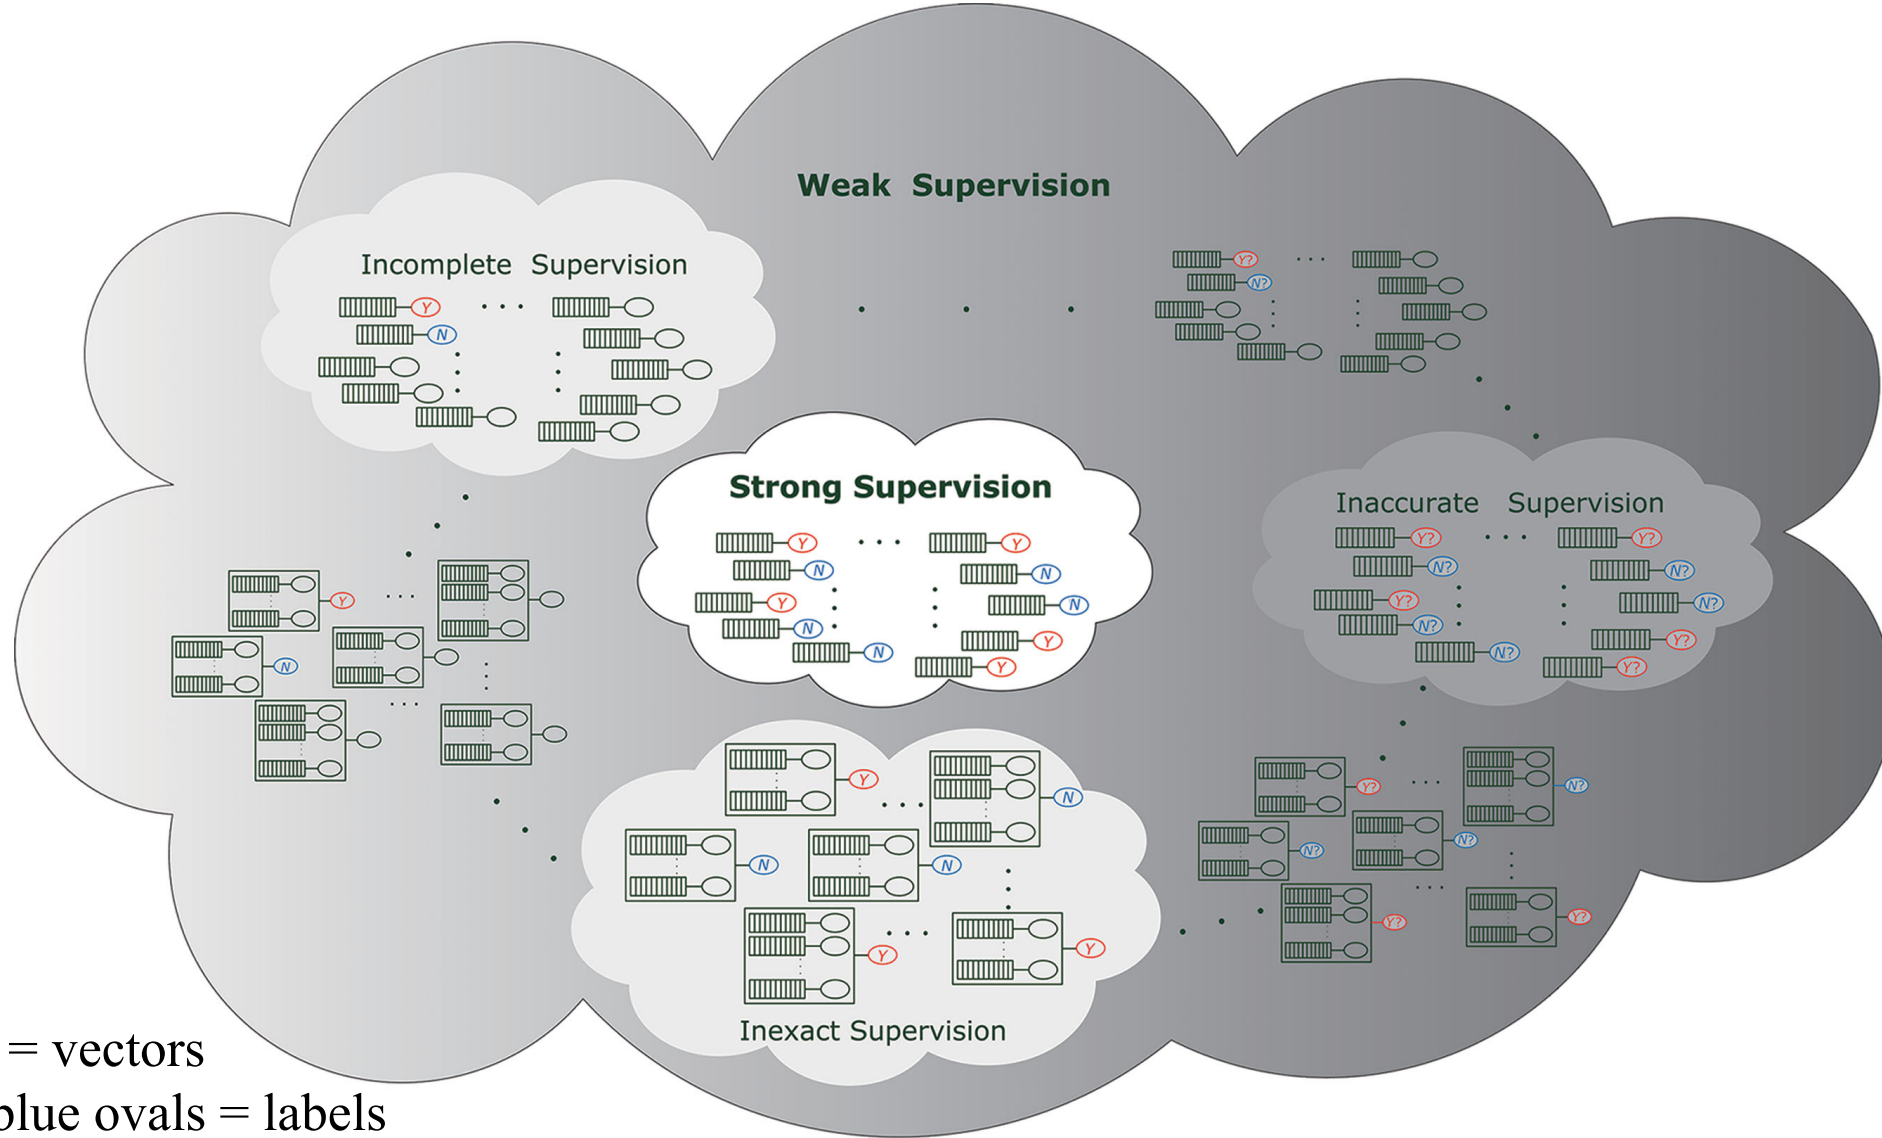 Weak Supervision
Incomplete Supervision
Y
N
Y?
N?
Strong Supervision
Y
Y
N
N
Y
N
N
Y
N
Y
Inaccurate Supervision
Y?
Y?
N?
N?
Y?
N?
N?
Y?
N?
Y?
Y
N
Y
N
N
N
Y
Y
Inexact Supervision
Y?
N?
N?
N?
Y?
Y?
= vectors
blue ovals = labels